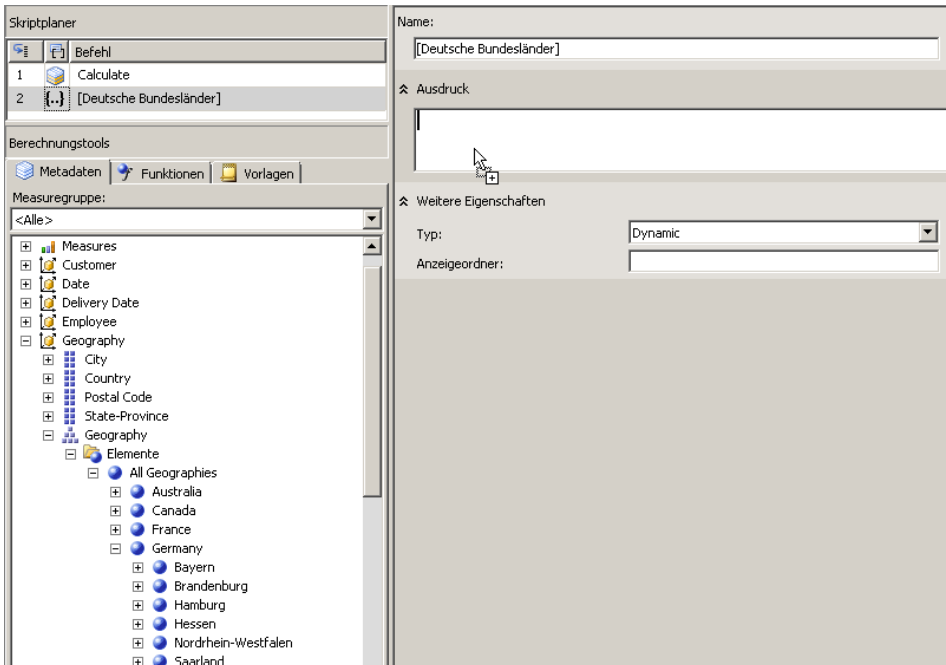 Skriptplaner
Befehl
1 Calculate
2 {..} [Deutsche Bundesländer]
Berechnungstools
Metadaten Funktionen Vorlagen
Measuregruppe:
<Alle>
Measures
Customer
Date
Delivery Date
Employee
Geography
City
Country
Postal Code
State-Province
Geography
Elemente
All Geographies
Australia
Canada
France
Germany
Bayern
Brandenburg
Hamburg
Hessen
Nordrhein-Westfalen
Saarland
Name:
[Deutsche Bundesländer]
Ausdruck
Weitere Eigenschaften
Typ: Dynamic
Anzeigeordner: